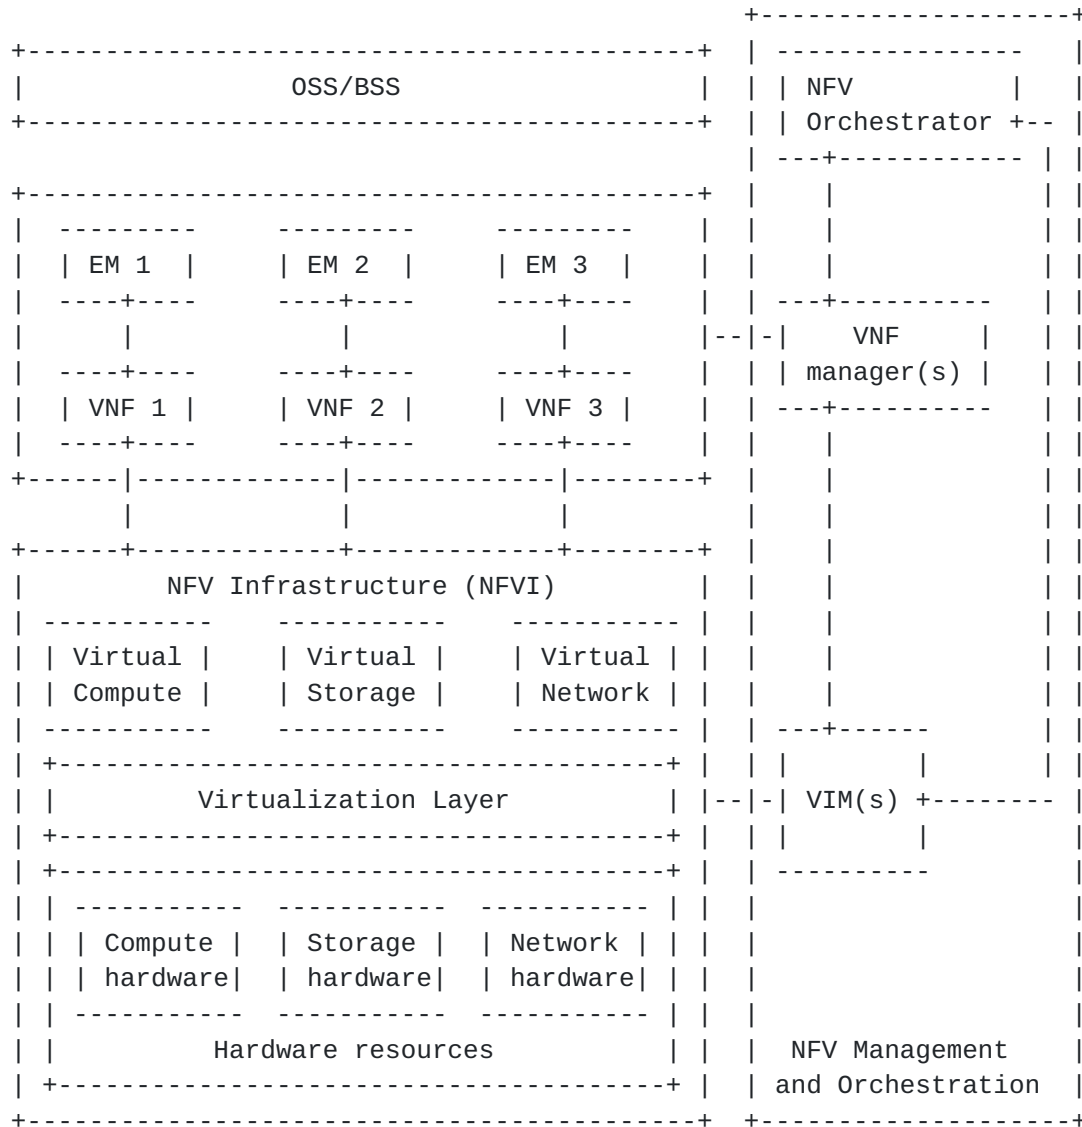 OSS/BSS
NFV
Orchestrator
EM 1
EM 2
EM 3
VNF
manager(s)
VNF 1
VNF 2
VNF 3
NFV Infrastructure (NFVI)
Virtual
Compute
Virtual
Storage
Virtual
Network
Virtualization Layer
VIM(s)
Compute
hardware
Storage
hardware
Network
hardware
Hardware resources
NFV Management
and Orchestration